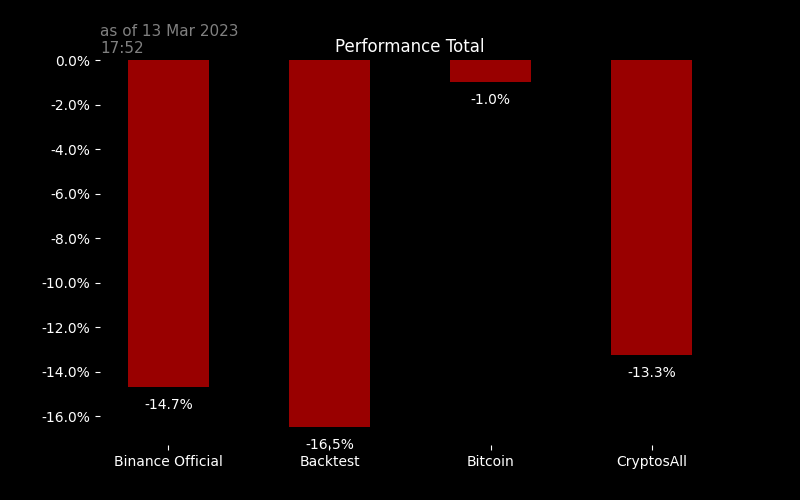 as of 13 Mar 2023
17:52
Performance Total
0.0%
-2.0%
-4.0%
-6.0%
-8.0%
-10.0%
-12.0%
-14.0%
-16.0%
-14.7%
-16.5%
-1.0%
-13.3%
Binance Official
Backtest
Bitcoin
CryptosAll